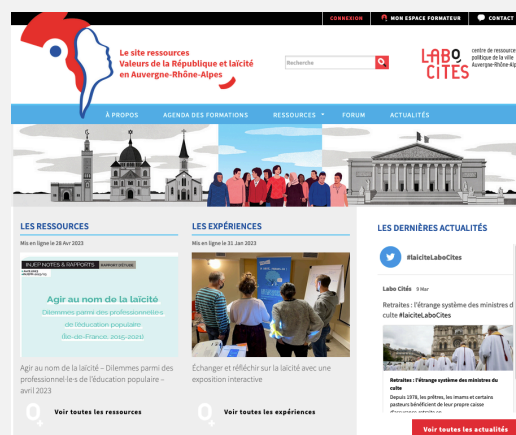 CONNEXION
MON ESPACE FORMATEUR
CONTACT
Le site ressources
Valeurs de la République et laïcité
en Auvergne-Rhône-Alpes
Recherche
LABO
CITÉS
centre de ressource
politique de la ville
Auvergne-Rhône-Alp
À PROPOS
AGENDA DES FORMATIONS
RESSOURCES
FORUM
ACTUALITÉS
LES RESSOURCES
Mis en ligne le 28 Avr 2023
INJEP NOTES & RAPPORTS
RAPPORT D'ÉTUDE
Agir au nom de la laïcité
Dilemmes parmi des professionnel·le·s
de l'éducation populaire
(Île-de-France, 2015-2021)
Agir au nom de la laïcité – Dilemmes parmi des
professionnel·le·s de l'éducation populaire –
avril 2023
Voir toutes les ressources
LES EXPÉRIENCES
Mis en ligne le 31 Jan 2023
Échanger et réfléchir sur la laïcité avec une
exposition interactive
Voir toutes les expériences
LES DERNIÈRES ACTUALITÉS
#laiciteLaboCites
Labo Cités 9 Mar
Retraites : l'étrange système des ministres d
culte #laiciteLaboCites
Retraites : l'étrange système des ministres du
culte
Depuis 1978, les prêtres, les imams et certains
pasteurs bénéficient de leur propre caisse
Voir toutes les actualités